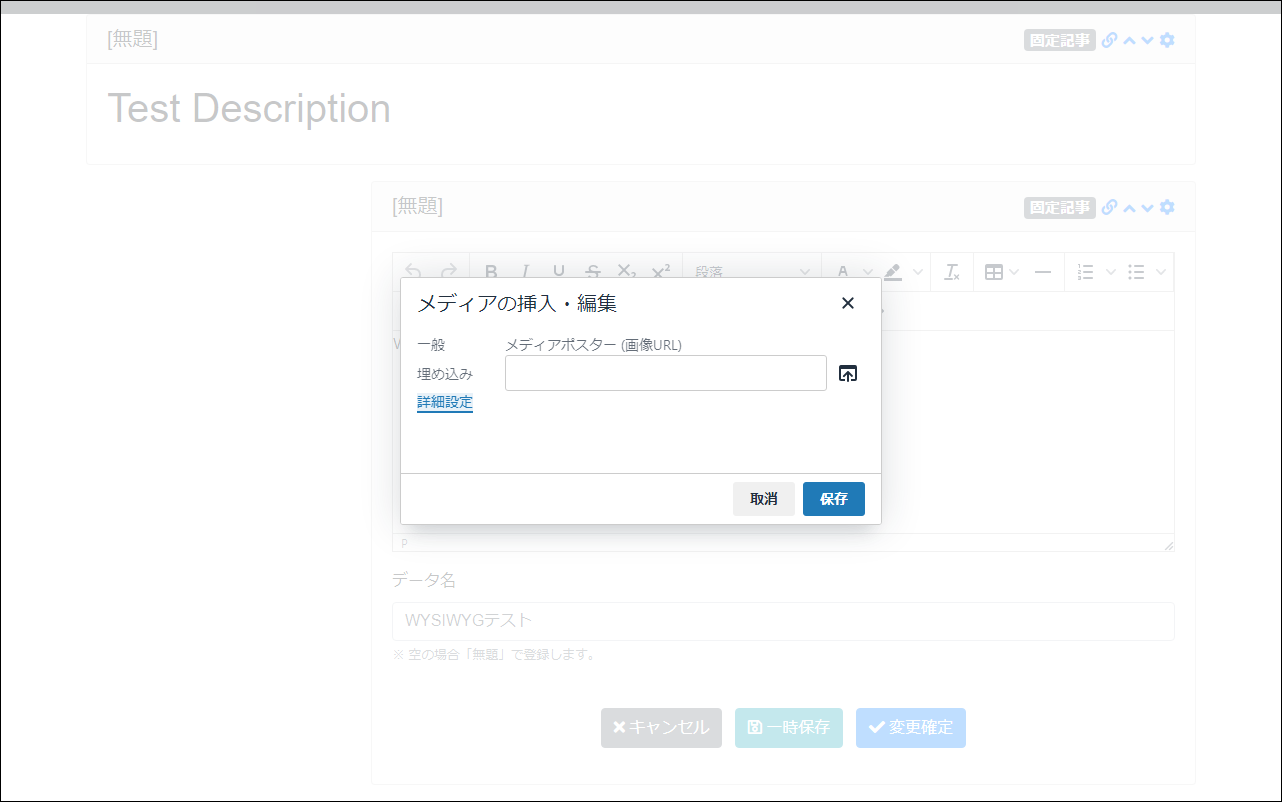 [無題]
固定記事
Test Description
[無題]
固定記事
B I U S X₂ X² 段落 A
メディアの挿入・編集
一般
メディアポスター (画像URL)
埋め込み
詳細設定
取消
保存
p
データ名
WYSIWYGテスト
※ 空の場合「無題」で登録します。
キャンセル
一時保存
変更確定